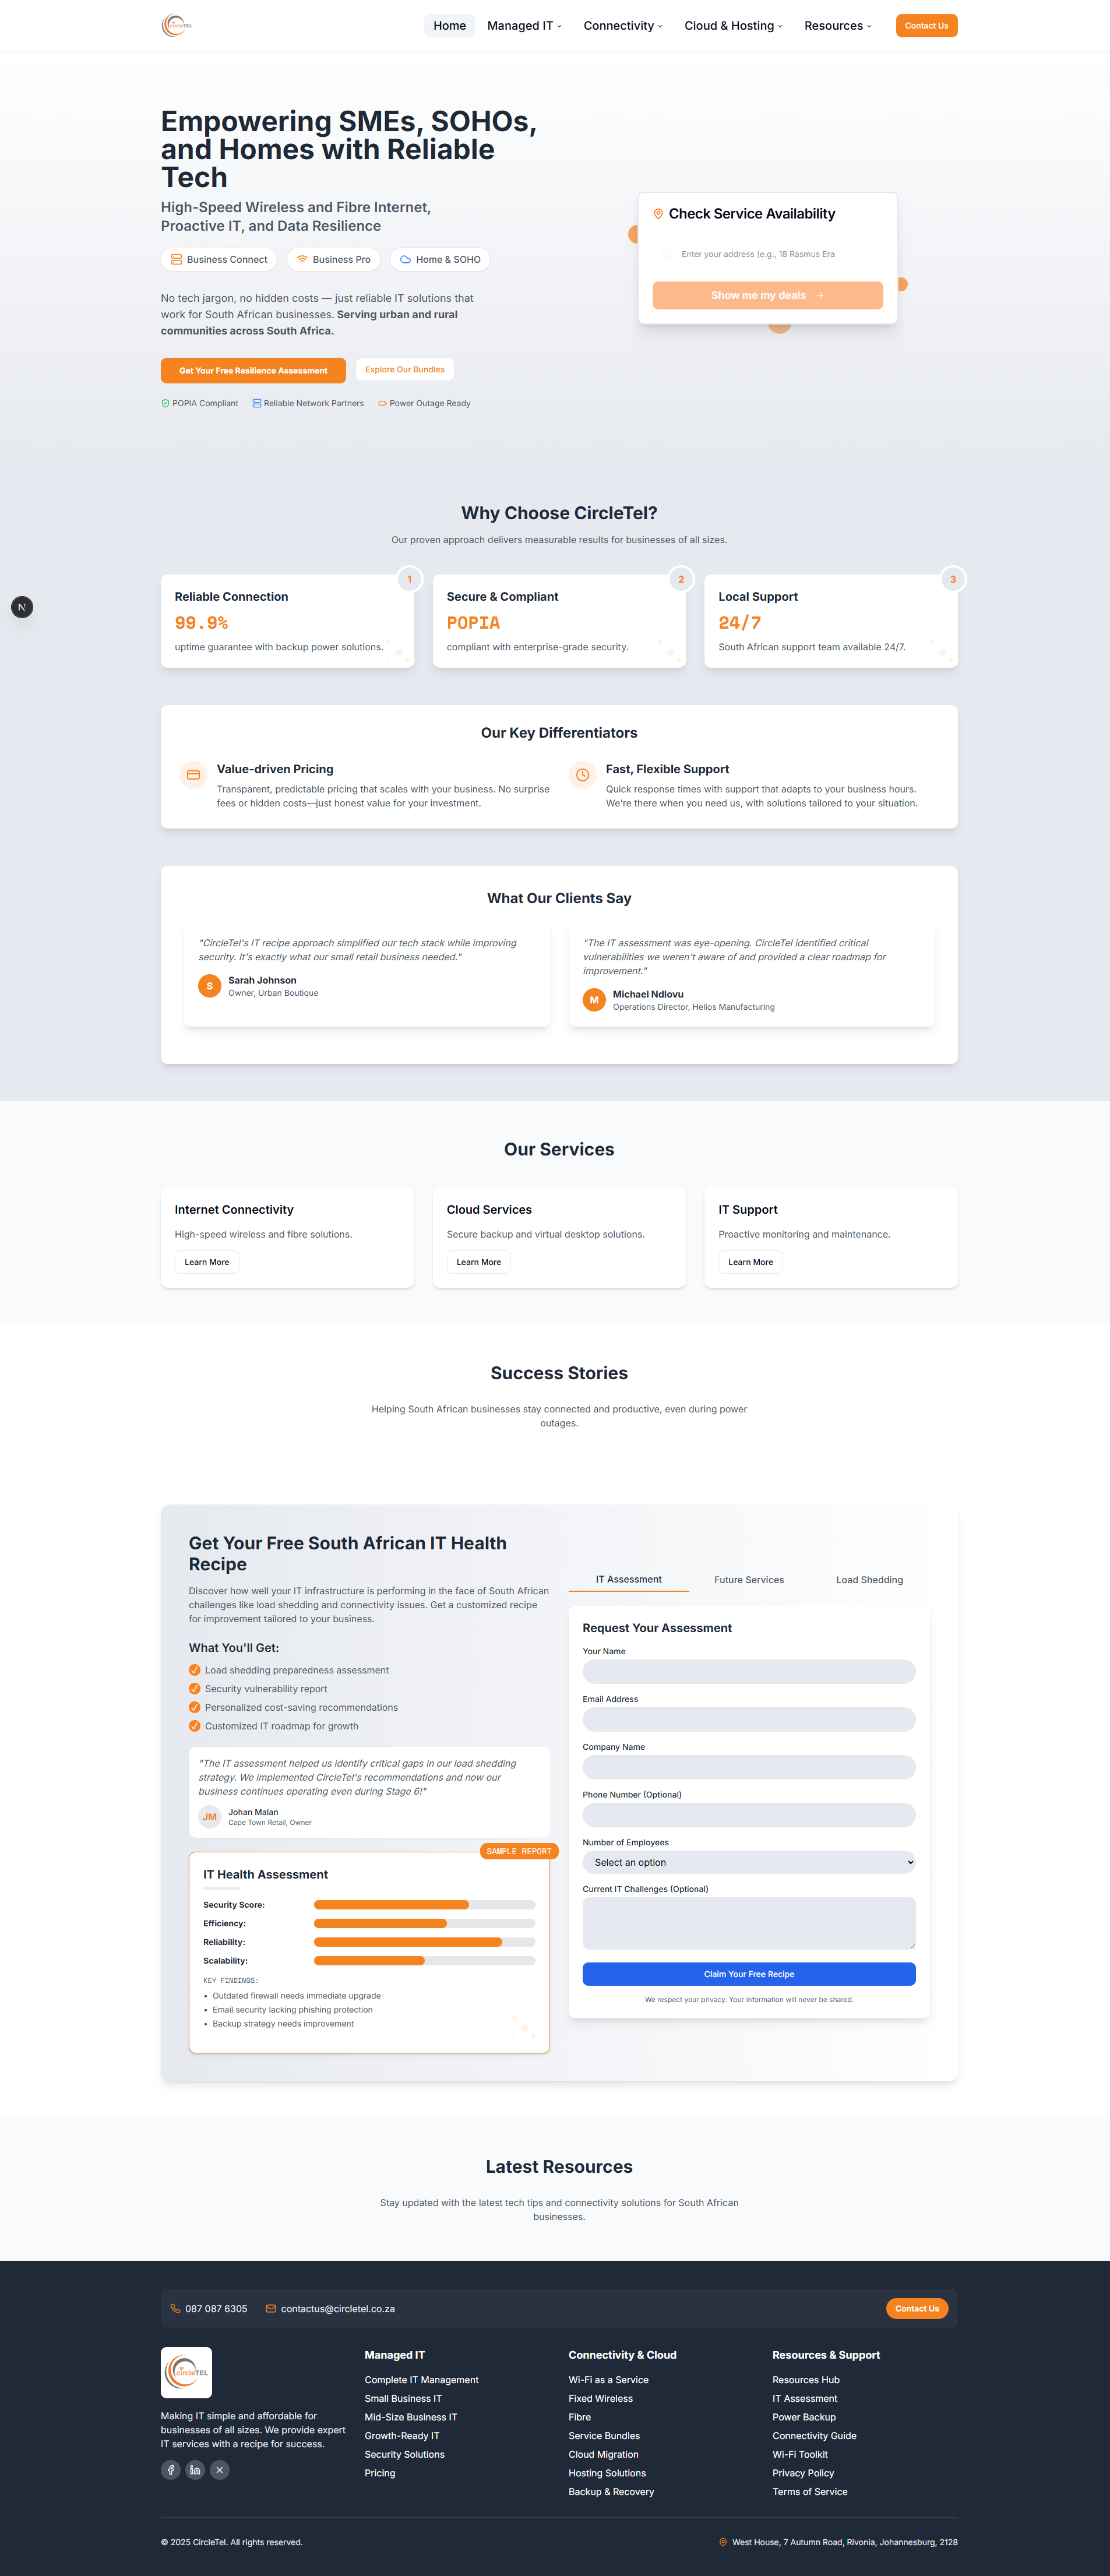 circleTEL
Home
Managed IT
Connectivity
Cloud & Hosting
Resources
Contact Us
Empowering SMEs, SOHOs,
and Homes with Reliable
Tech
High-Speed Wireless and Fibre Internet,
Proactive IT, and Data Resilience
Business Connect
Business Pro
Home & SOHO
No tech jargon, no hidden costs — just reliable IT solutions that
work for South African businesses. Serving urban and rural
communities across South Africa.
Get Your Free Resilience Assessment
Explore Our Bundles
POPIA Compliant
Reliable Network Partners
Power Outage Ready
Check Service Availability
Enter your address (e.g., 18 Rasmus Era
Show me my deals
Why Choose CircleTel?
Our proven approach delivers measurable results for businesses of all sizes.
N
1
Reliable Connection
99.9%
uptime guarantee with backup power solutions.
2
Secure & Compliant
POPIA
compliant with enterprise-grade security.
3
Local Support
24/7
South African support team available 24/7.
Our Key Differentiators
Value-driven Pricing
Transparent, predictable pricing that scales with your business. No surprise
fees or hidden costs—just honest value for your investment.
Fast, Flexible Support
Quick response times with support that adapts to your business hours.
We're there when you need us, with solutions tailored to your situation.
What Our Clients Say
"CircleTel's IT recipe approach simplified our tech stack while improving
security. It's exactly what our small retail business needed."
S
Sarah Johnson
Owner, Urban Boutique
"The IT assessment was eye-opening. CircleTel identified critical
vulnerabilities we weren't aware of and provided a clear roadmap for
improvement."
M
Michael Ndlovu
Operations Director, Helios Manufacturing
Our Services
Internet Connectivity
High-speed wireless and fibre solutions.
Learn More
Cloud Services
Secure backup and virtual desktop solutions.
Learn More
IT Support
Proactive monitoring and maintenance.
Learn More
Success Stories
Helping South African businesses stay connected and productive, even during power
outages.
Get Your Free South African IT Health
Recipe
Discover how well your IT infrastructure is performing in the face of South African
challenges like load shedding and connectivity issues. Get a customized recipe
for improvement tailored to your business.
What You'll Get:
Load shedding preparedness assessment
Security vulnerability report
Personalized cost-saving recommendations
Customized IT roadmap for growth
"The IT assessment helped us identify critical gaps in our load shedding
strategy. We implemented CircleTel's recommendations and now our
business continues operating even during Stage 6!"
JM
Johan Malan
Cape Town Retail, Owner
SAMPLE REPORT
IT Health Assessment
Security Score:
Efficiency:
Reliability:
Scalability:
KEY FINDINGS:
• Outdated firewall needs immediate upgrade
• Email security lacking phishing protection
• Backup strategy needs improvement
IT Assessment
Future Services
Load Shedding
Request Your Assessment
Your Name
Email Address
Company Name
Phone Number (Optional)
Number of Employees
Select an option
Current IT Challenges (Optional)
Claim Your Free Recipe
We respect your privacy. Your information will never be shared.
Latest Resources
Stay updated with the latest tech tips and connectivity solutions for South African
businesses.
087 087 6305
contactus@circletel.co.za
Contact Us
circleTEL
Making IT simple and affordable for
businesses of all sizes. We provide expert
IT services with a recipe for success.
Managed IT
Complete IT Management
Small Business IT
Mid-Size Business IT
Growth-Ready IT
Security Solutions
Pricing
Connectivity & Cloud
Wi-Fi as a Service
Fixed Wireless
Fibre
Service Bundles
Cloud Migration
Hosting Solutions
Backup & Recovery
Resources & Support
Resources Hub
IT Assessment
Power Backup
Connectivity Guide
Wi-Fi Toolkit
Privacy Policy
Terms of Service
© 2025 CircleTel. All rights reserved.
West House, 7 Autumn Road, Rivonia, Johannesburg, 2128